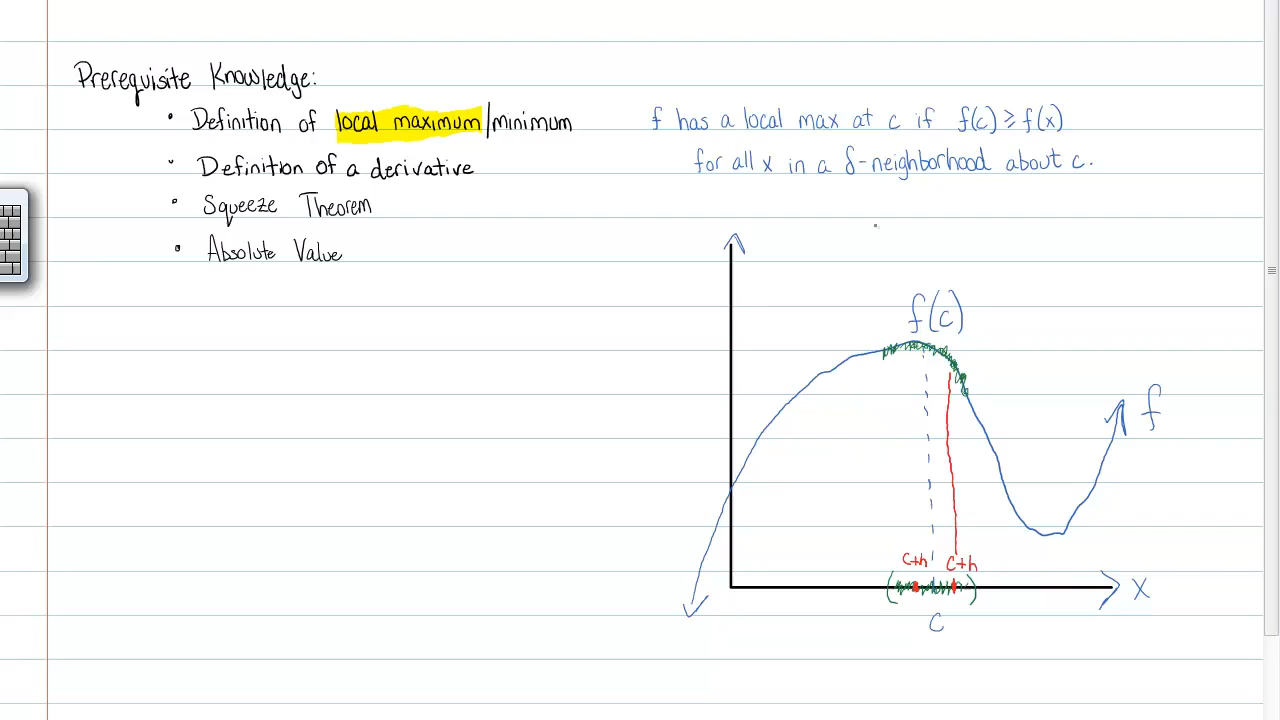 Prerequisite Knowledge:
• Definition of local maximum/minimum
• Definition of a derivative
• Squeeze Theorem
• Absolute Value
f has a local max at c if f(c) ≥ f(x)
for all x in a δ-neighborhood about c.
f(c)
f
c+h c+h
( )
x
c